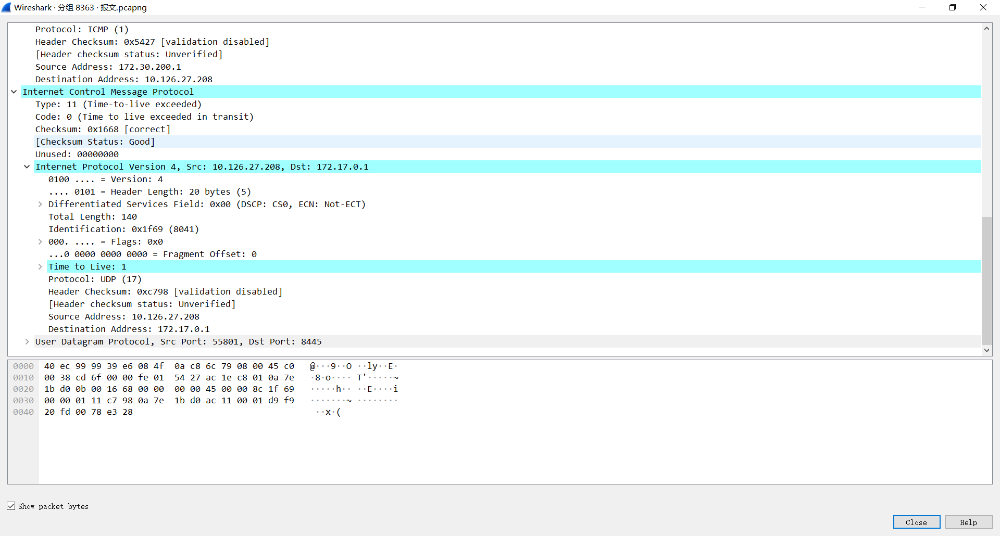 Wireshark · 分组 8363 · 报文.pcapng
Protocol: ICMP (1)
Header Checksum: 0x5427 [validation disabled]
[Header checksum status: Unverified]
Source Address: 172.30.200.1
Destination Address: 10.126.27.208
Internet Control Message Protocol
Type: 11 (Time-to-live exceeded)
Code: 0 (Time to live exceeded in transit)
Checksum: 0x1668 [correct]
[Checksum Status: Good]
Unused: 00000000
Internet Protocol Version 4, Src: 10.126.27.208, Dst: 172.17.0.1
0100 .... = Version: 4
.... 0101 = Header Length: 20 bytes (5)
Differentiated Services Field: 0x00 (DSCP: CS0, ECN: Not-ECT)
Total Length: 140
Identification: 0x1f69 (8041)
000. .... = Flags: 0x0
...0 0000 0000 0000 = Fragment Offset: 0
Time to Live: 1
Protocol: UDP (17)
Header Checksum: 0xc798 [validation disabled]
[Header checksum status: Unverified]
Source Address: 10.126.27.208
Destination Address: 172.17.0.1
User Datagram Protocol, Src Port: 55801, Dst Port: 8445
0000 40 ec 99 99 39 e6 08 4f 0a c8 6c 79 08 00 45 c0 @···9··O ··ly··E·
0010 00 38 cd 6f 00 00 fe 01 54 27 ac 1e c8 01 0a 7e ·8·o···· T'·····~
0020 1b d0 0b 00 16 68 00 00 00 00 45 00 00 8c 1f 69 ·····h·· ··E····i
0030 00 00 01 11 c7 98 0a 7e 1b d0 ac 11 00 01 d9 f9 ·······~ ········
0040 20 fd 00 78 e3 28 ··x·(
Show packet bytes
Close
Help